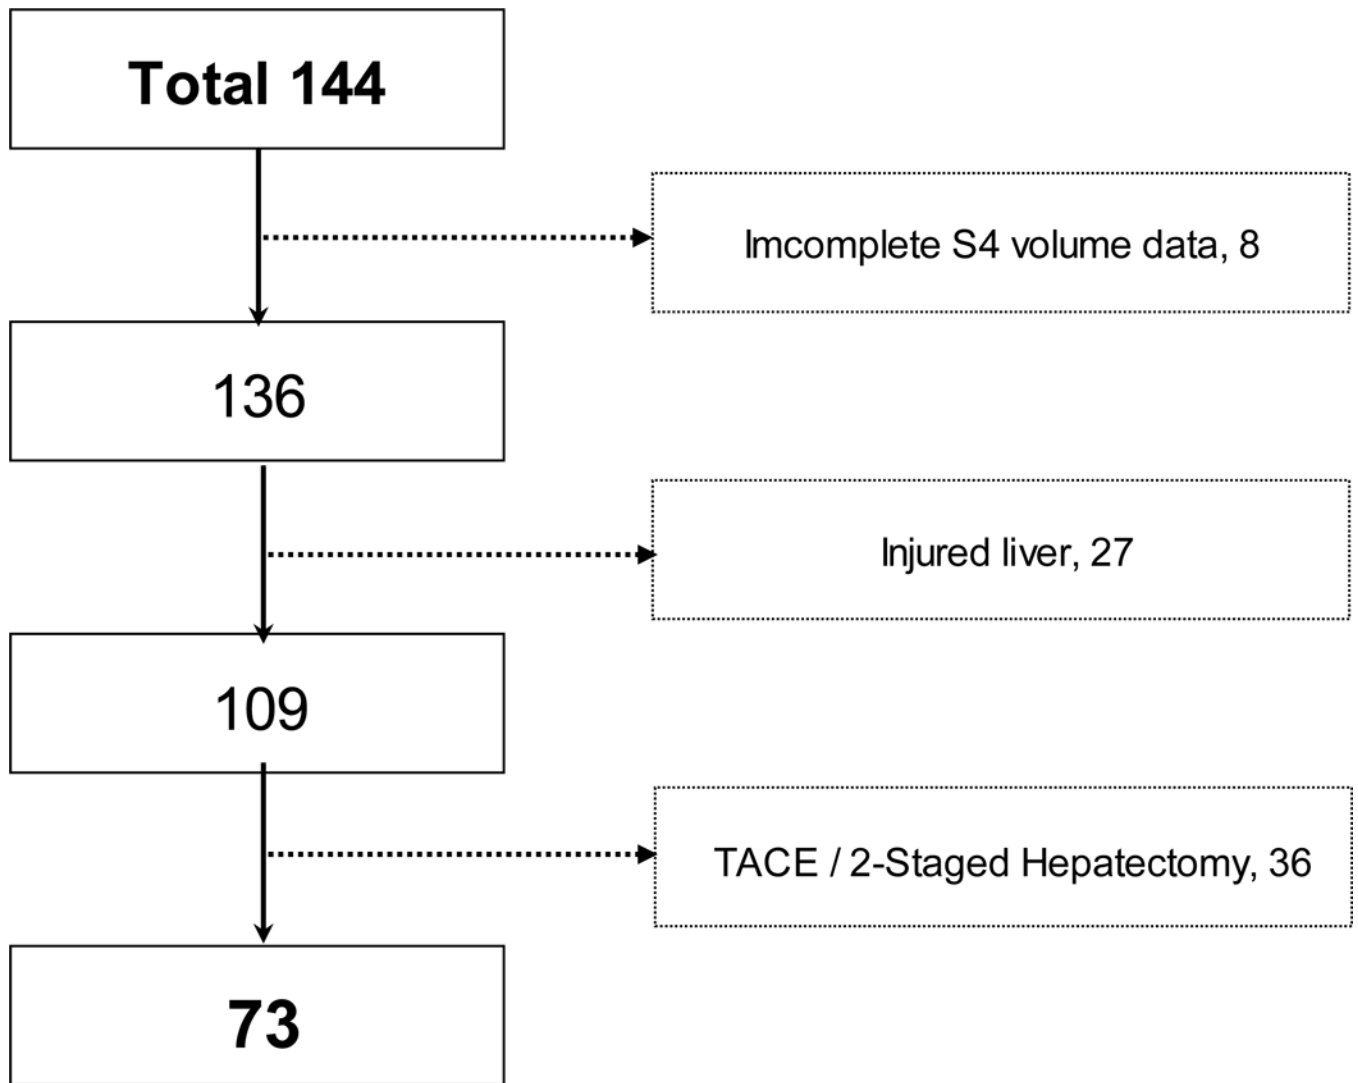 Total 144
Imcomplete S4 volume data, 8
136
Injured liver, 27
109
TACE / 2-Staged Hepatectomy, 36
73